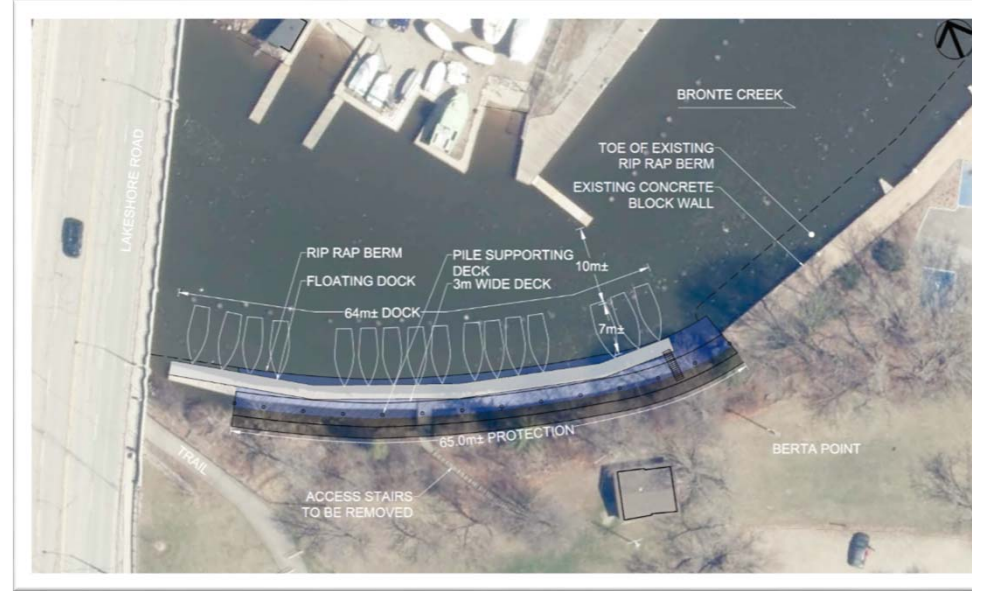 BRONTE CREEK
TOE OF EXISTING
RIP RAP BERM
EXISTING CONCRETE
BLOCK WALL
LAKESHORE ROAD
RIP RAP BERM
FLOATING DOCK
PILE SUPPORTING
DECK
3m WIDE DECK
10m±
64m± DOCK
7m±
65.0m± PROTECTION
TRAIL
BERTA POINT
ACCESS STAIRS
TO BE REMOVED